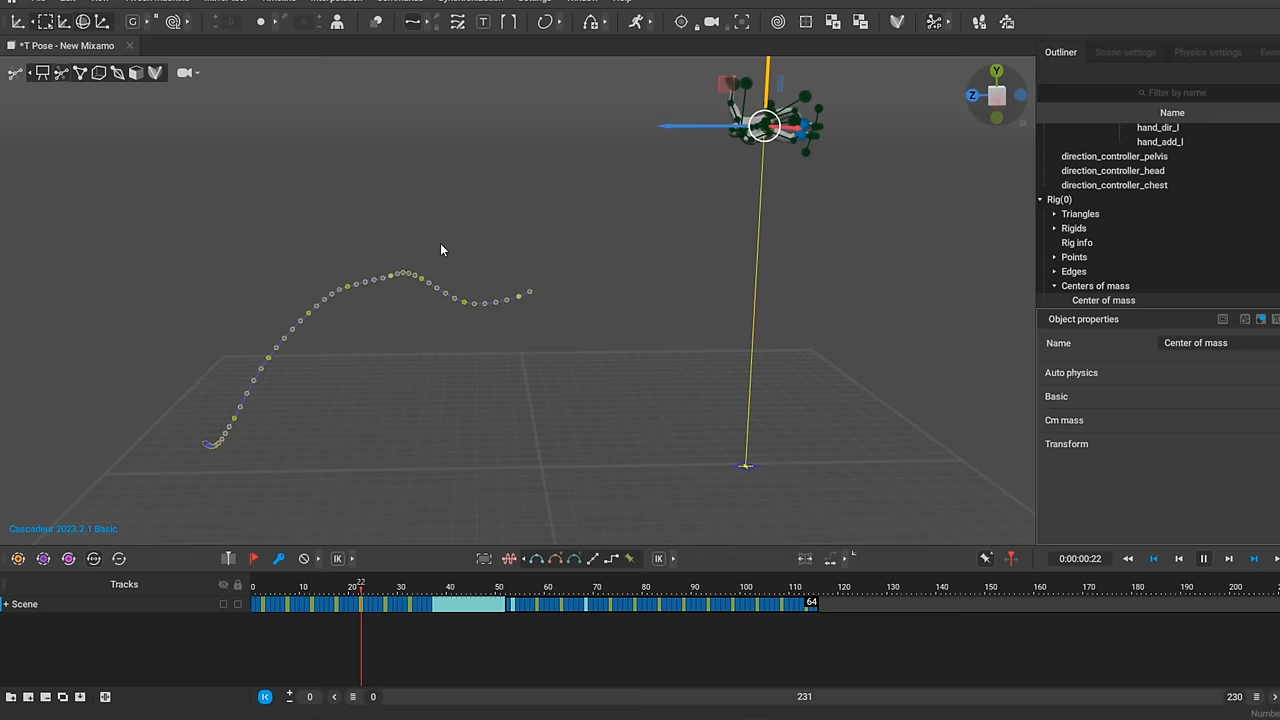 *T Pose - New Mixamo
Outliner Scene settings Physics settings
Filter by name
Name
hand_dir_l
hand_add_l
direction_controller_pelvis
direction_controller_head
direction_controller_chest
Rig(0)
Triangles
Rigids
Rig info
Points
Edges
Centers of mass
Center of mass
Y
Z
Object properties
Name Center of mass
Auto physics
Basic
Cm mass
Transform
Cascadeur 2023.2.1 Basic
IK IK 0:00:00:22
Tracks
0 10 20 22 30 40 50 60 70 80 90 100 110 120 130 140 150 160 170 180 190 200 210
+ Scene 64
0 0 231 230